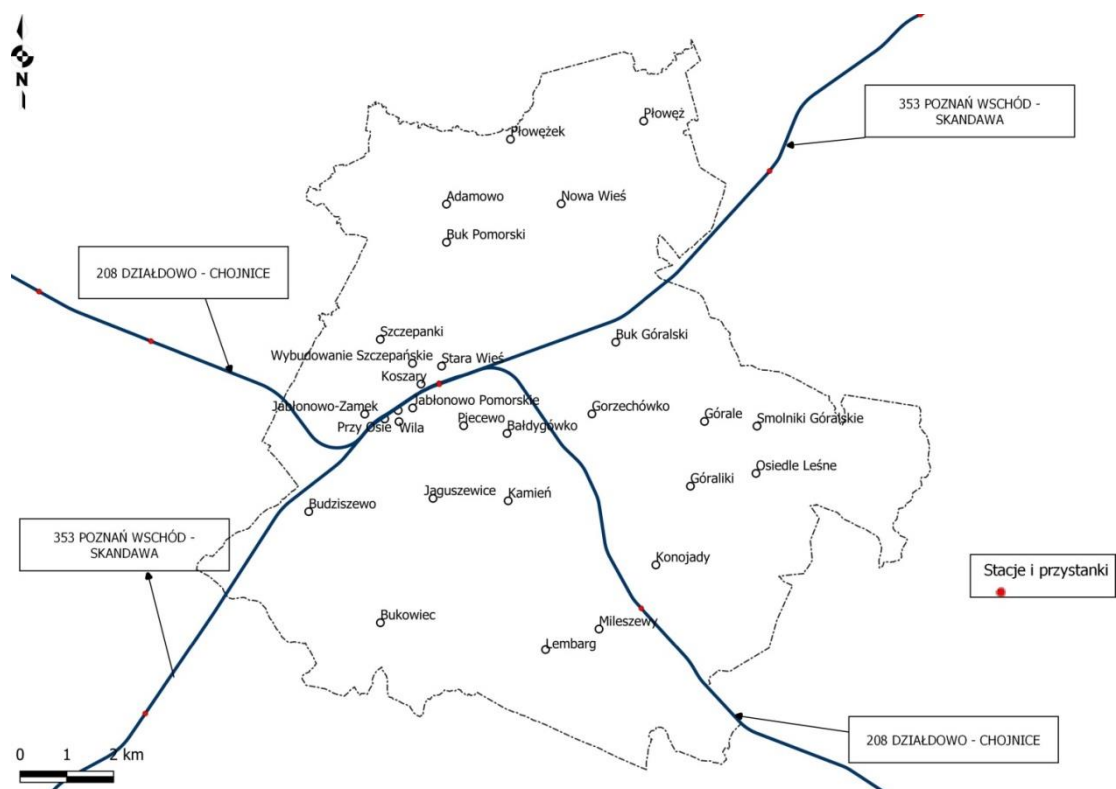 N
353 POZNAŃ WSCHÓD -
SKANDAWA
Płowęż
Płowężek
Adamowo
Nowa Wieś
Buk Pomorski
208 DZIAŁDOWO - CHOJNICE
Szczepanki
Buk Góralski
Wybudowanie Szczepańskie
Stara Wieś
Koszary
Jabłonowo-Zamek
Jabłonowo Pomorskie
Gorzechówko
Górale
Smolniki Góralskie
Przy Osie
Wila
Piecewo
Bałdygówko
Osiedle Leśne
Góraliki
Jaguszewice
Kamień
Budziszewo
353 POZNAŃ WSCHÓD -
SKANDAWA
Konojady
Stacje i przystanki
Bukowiec
Mileszewy
Lembarg
208 DZIAŁDOWO - CHOJNICE
0 1 2 km